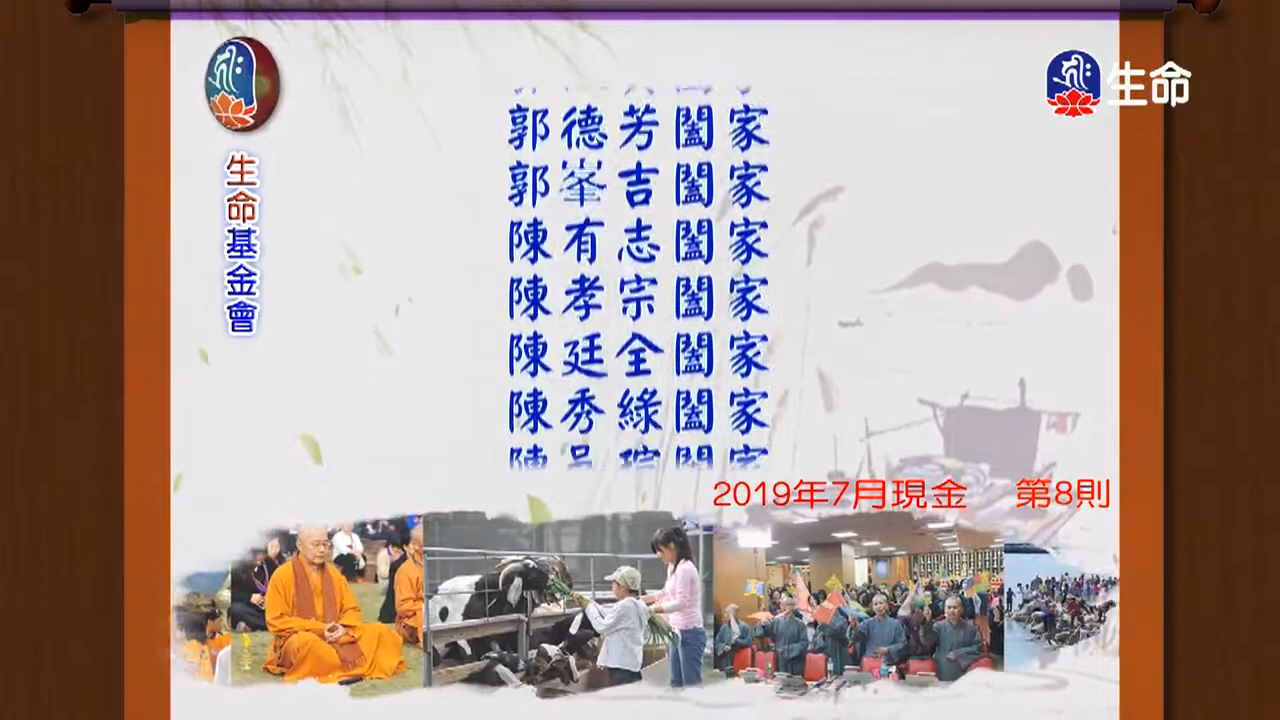 生命
生命基金會
郭德芳闔家
郭峯吉闔家
陳有志闔家
陳孝宗闔家
陳廷全闔家
陳秀綠闔家
2019年7月現金 第8則